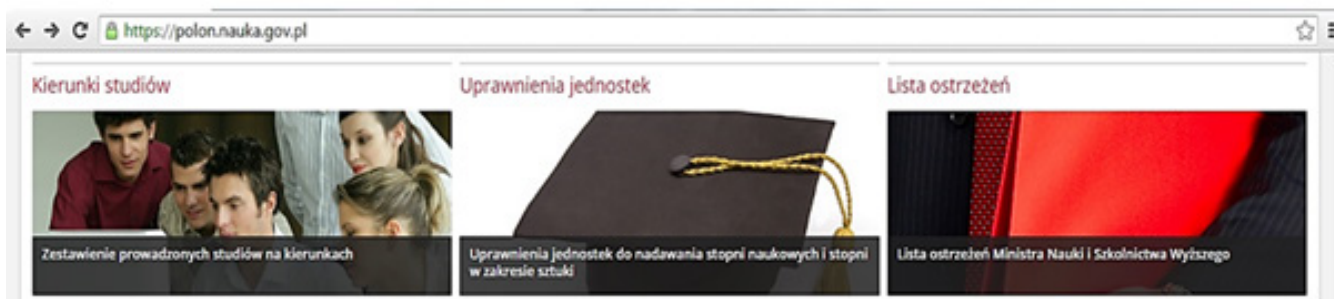 https://polon.nauka.gov.pl
Kierunki studiów
Uprawnienia jednostek
Lista ostrzeżeń
Zestawienie prowadzonych studiów na kierunkach
Uprawnienia jednostek do nadawania stopni naukowych i stopni
w zakresie sztuki
Lista ostrzeżeń Ministra Nauki i Szkolnictwa Wyższego